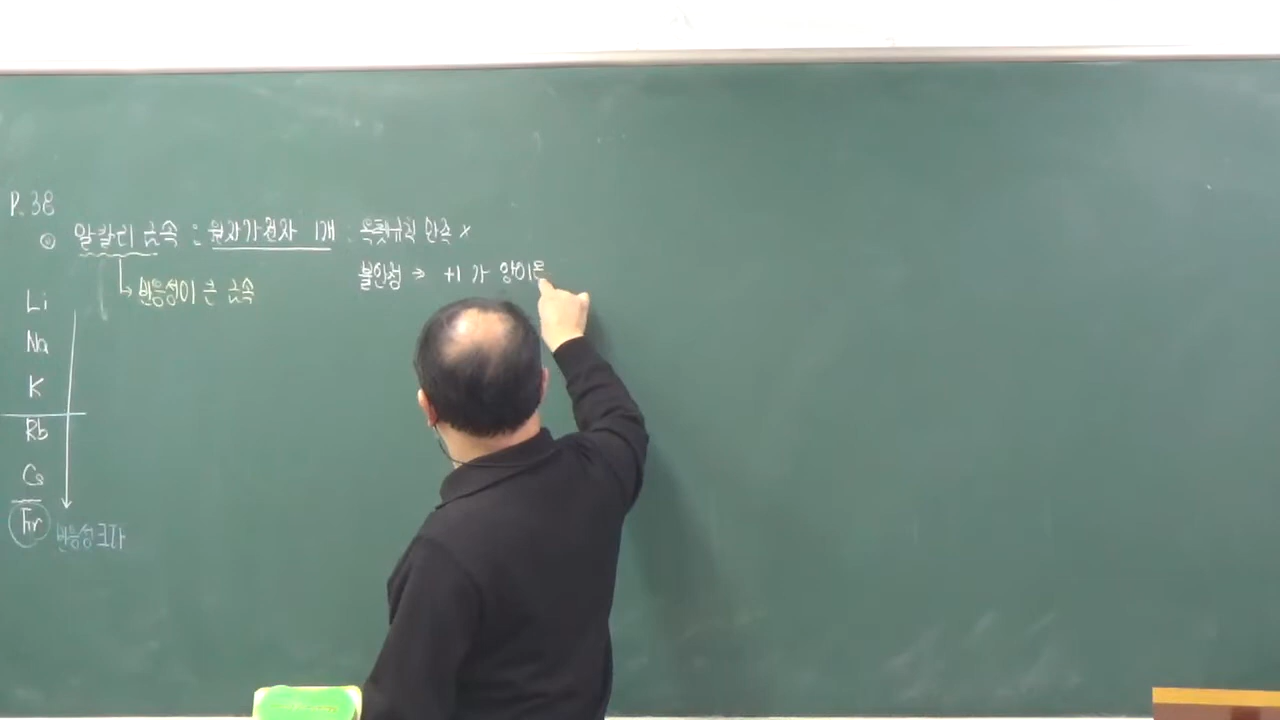 P. 38
◎ 알칼리 금속 : 원자가전자 1개 . 옥텟규칙 만족 x
불안정 ⇒ +1가 양이온
↳ 반응성이 큰 금속
Li
Na
K
Rb
Cs
Fr 반응성 크다